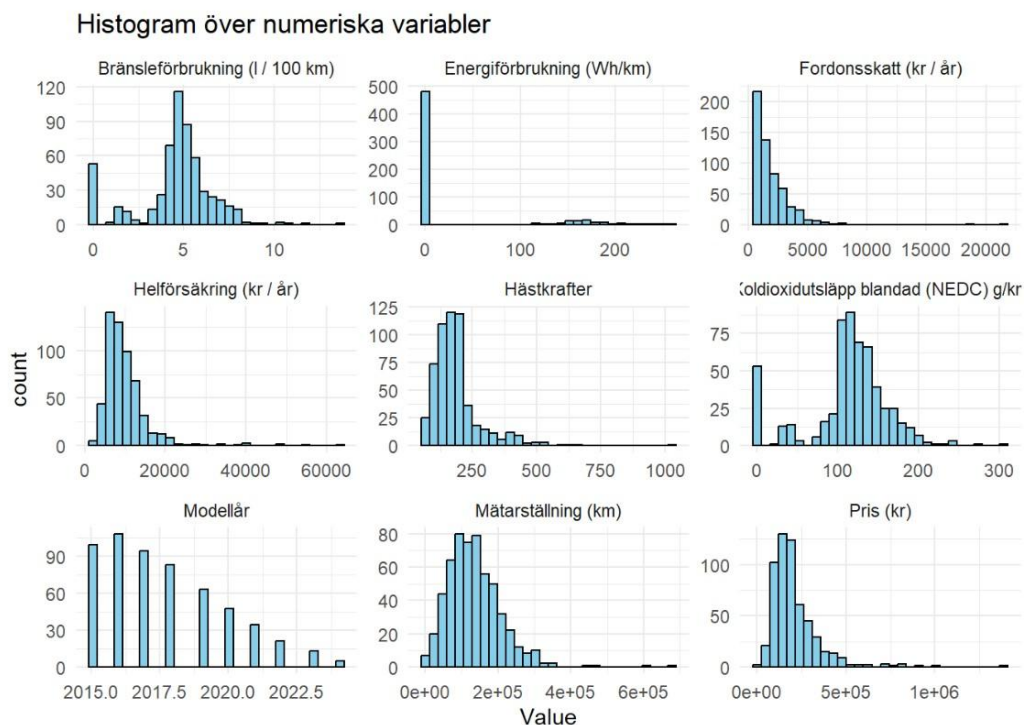 Histogram över numeriska variabler
Bränsleförbrukning (l / 100 km) Energiförbrukning (Wh/km) Fordonsskatt (kr / år)
120
90
60
30
0
0 5 10
500
400
300
200
100
0
0 100 200
200
150
100
50
0
0 5000 10000 15000 20000
Helförsäkring (kr / år) Hästkrafter Koldioxidutsläpp blandad (NEDC) g/kr
100
50
0
0 20000 40000 60000
125
100
75
50
25
0
250 500 750 1000
75
50
25
0
0 100 200 300
Modellår Mätarställning (km) Pris (kr)
90
60
30
0
2015.0 2017.5 2020.0 2022.5
80
60
40
20
0
0e+00 2e+05 4e+05 6e+05
100
50
0
0e+00 5e+05 1e+06
count
Value